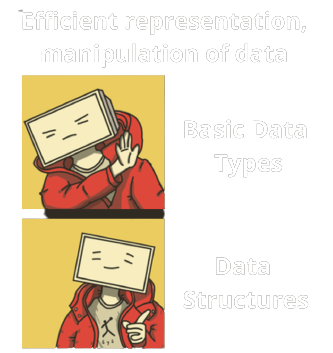 Efficient representation,
manipulation of data
Basic Data
Types
Data
Structures